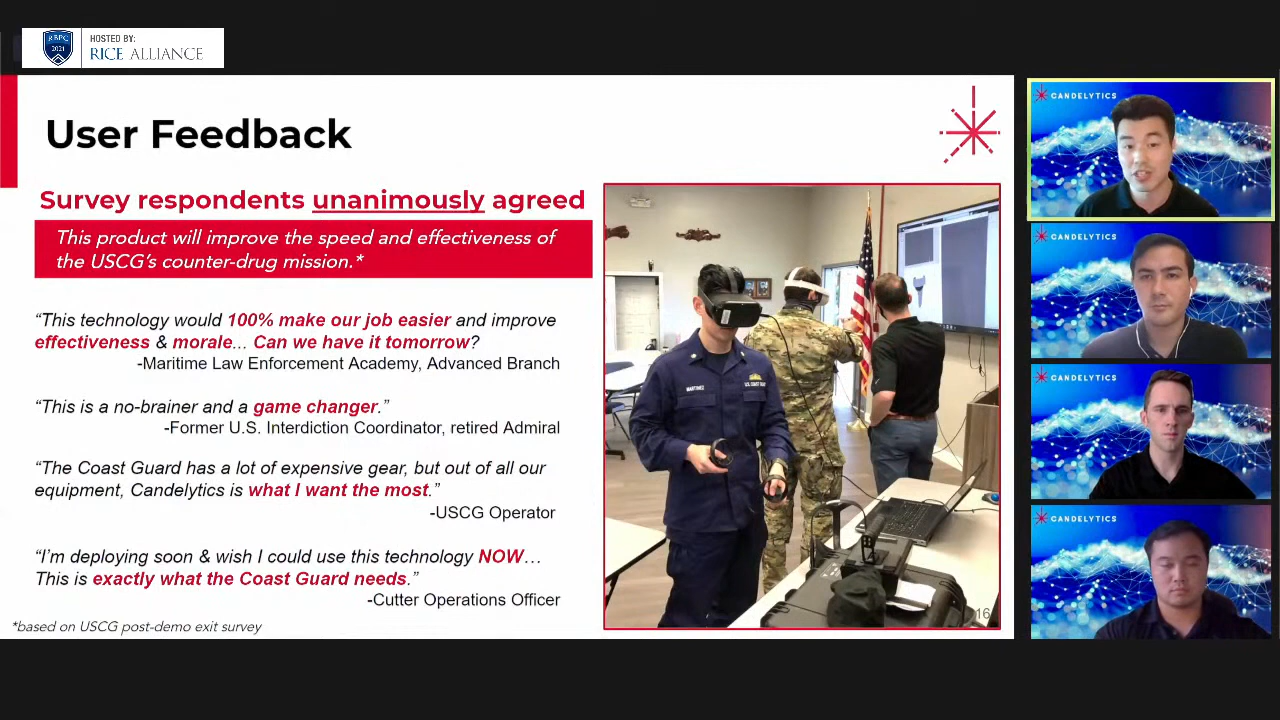 RBPC
2021
HOSTED BY:
RICE ALLIANCE
User Feedback
Survey respondents unanimously agreed
This product will improve the speed and effectiveness of
the USCG's counter-drug mission.*
“This technology would 100% make our job easier and improve
effectiveness & morale... Can we have it tomorrow?
-Maritime Law Enforcement Academy, Advanced Branch
“This is a no-brainer and a game changer.”
-Former U.S. Interdiction Coordinator, retired Admiral
“The Coast Guard has a lot of expensive gear, but out of all our
equipment, Candelytics is what I want the most.”
-USCG Operator
“I'm deploying soon & wish I could use this technology NOW…
This is exactly what the Coast Guard needs.”
-Cutter Operations Officer
*based on USCG post-demo exit survey
MARTINEZ
U.S. COAST GUARD
16
CANDELYTICS
CANDELYTICS
CANDELYTICS
CANDELYTICS